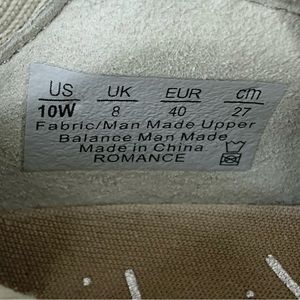 US UK EUR cm
10W 8 40 27
Fabric/Man Made Upper
Balance Man Made
Made in China
ROMANCE